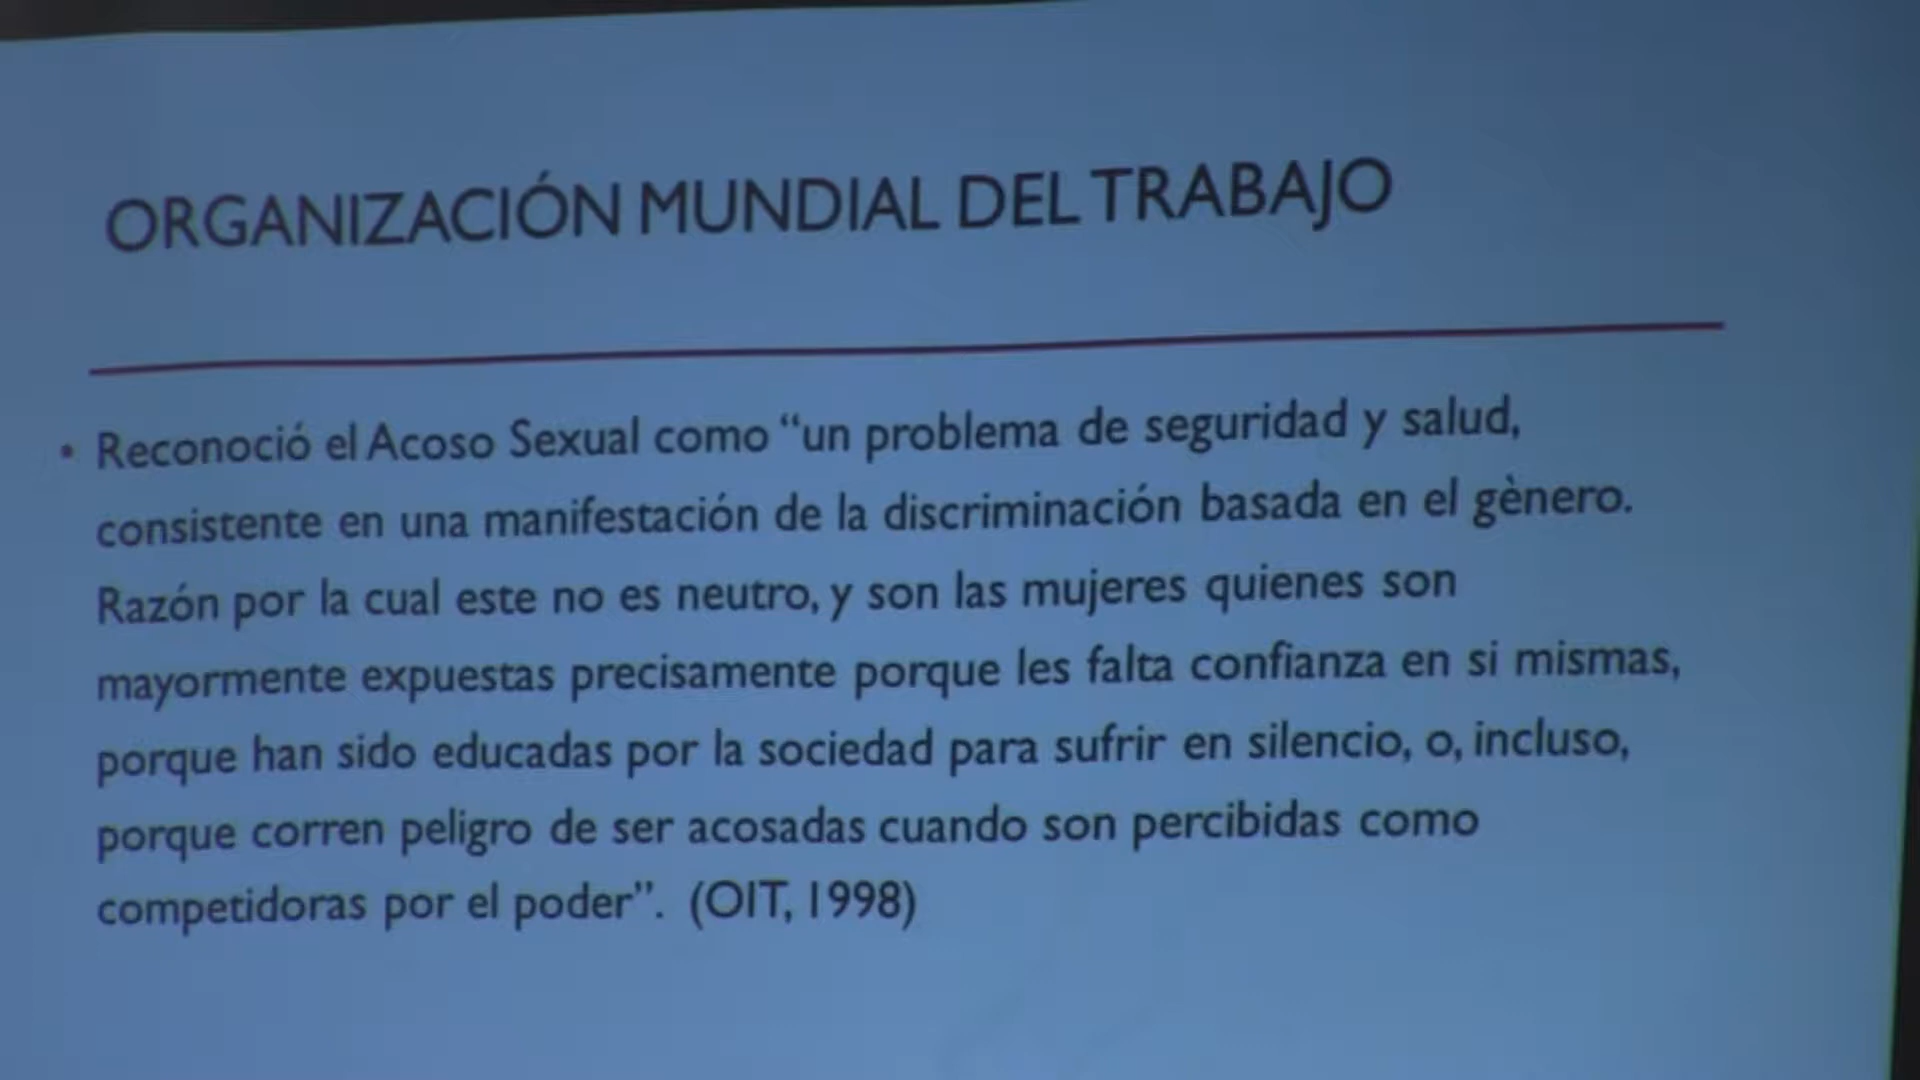 ORGANIZACIÓN MUNDIAL DEL TRABAJO
• Reconoció el Acoso Sexual como “un problema de seguridad y salud,
consistente en una manifestación de la discriminación basada en el gènero.
Razón por la cual este no es neutro, y son las mujeres quienes son
mayormente expuestas precisamente porque les falta confianza en si mismas,
porque han sido educadas por la sociedad para sufrir en silencio, o, incluso,
porque corren peligro de ser acosadas cuando son percibidas como
competidoras por el poder”. (OIT, 1998)